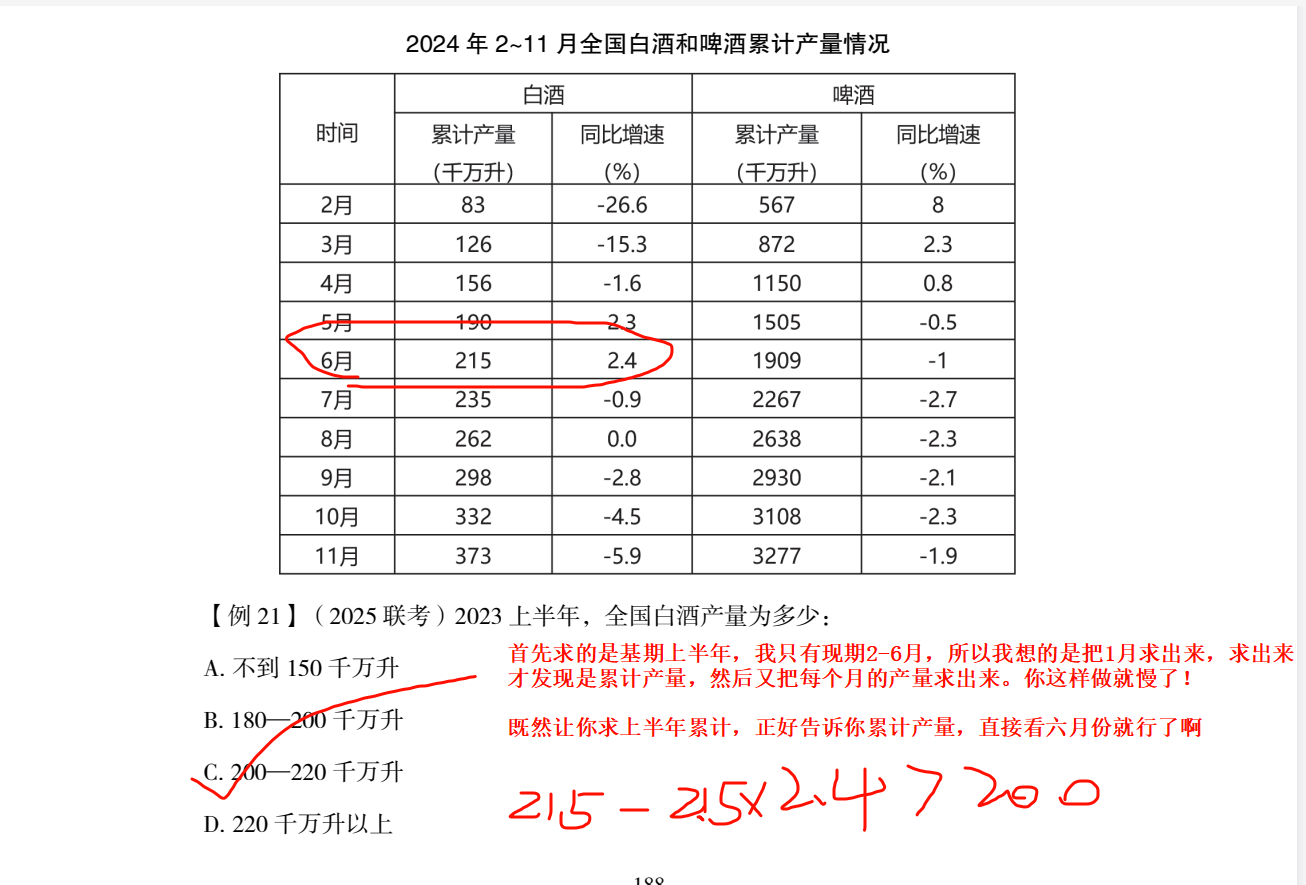 2024 年 2~11 月全国白酒和啤酒累计产量情况
时间 白酒 啤酒
累计产量 同比增速 累计产量 同比增速
(千万升) (%) (千万升) (%)
2月 83 -26.6 567 8
3月 126 -15.3 872 2.3
4月 156 -1.6 1150 0.8
5月 190 2.3 1505 -0.5
6月 215 2.4 1909 -1
7月 235 -0.9 2267 -2.7
8月 262 0.0 2638 -2.3
9月 298 -2.8 2930 -2.1
10月 332 -4.5 3108 -2.3
11月 373 -5.9 3277 -1.9
【例 21】（2025 联考）2023 上半年，全国白酒产量为多少：
A. 不到 150 千万升
B. 180—200 千万升
C. 200—220 千万升
D. 220 千万升以上
首先求的是基期上半年，我只有现期2-6月，所以我想的是把1月求出来，求出来
才发现是累计产量，然后又把每个月的产量求出来。你这样做就慢了！
既然让你求上半年累计，正好告诉你累计产量，直接看六月份就行了啊
215 - 2.15×2.4 > 200
188